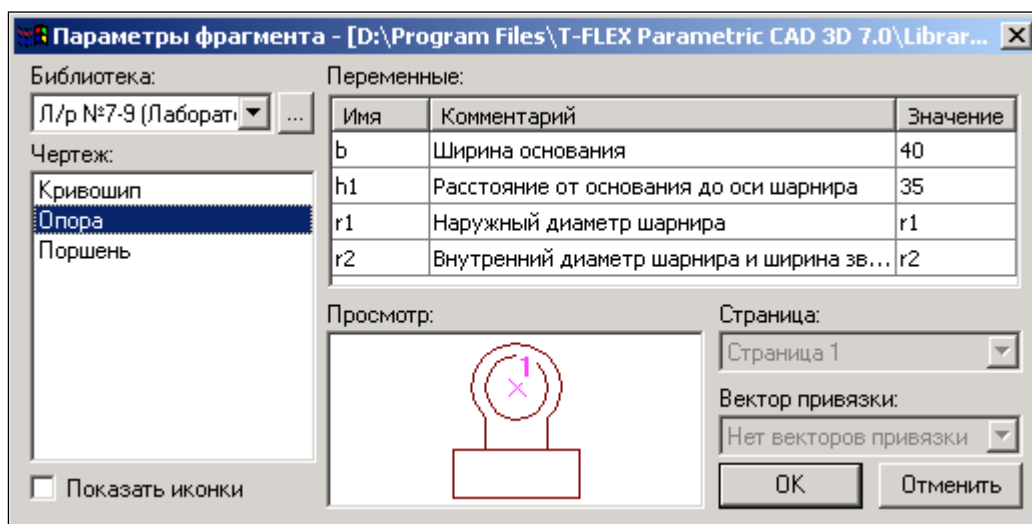 Параметры фрагмента - [D:\Program Files\T-FLEX Parametric CAD 3D 7.0\Librar...
Библиотека:
Л/р №7-9 (Лаборат
...
Чертеж:
Кривошип
Опора
Поршень
Показать иконки
Переменные:
Имя Комментарий Значение
b Ширина основания 40
h1 Расстояние от основания до оси шарнира 35
r1 Наружный диаметр шарнира r1
r2 Внутренний диаметр шарнира и ширина зв... r2
Просмотр:
1
Страница:
Страница 1
Вектор привязки:
Нет векторов привязки
OK Отменить